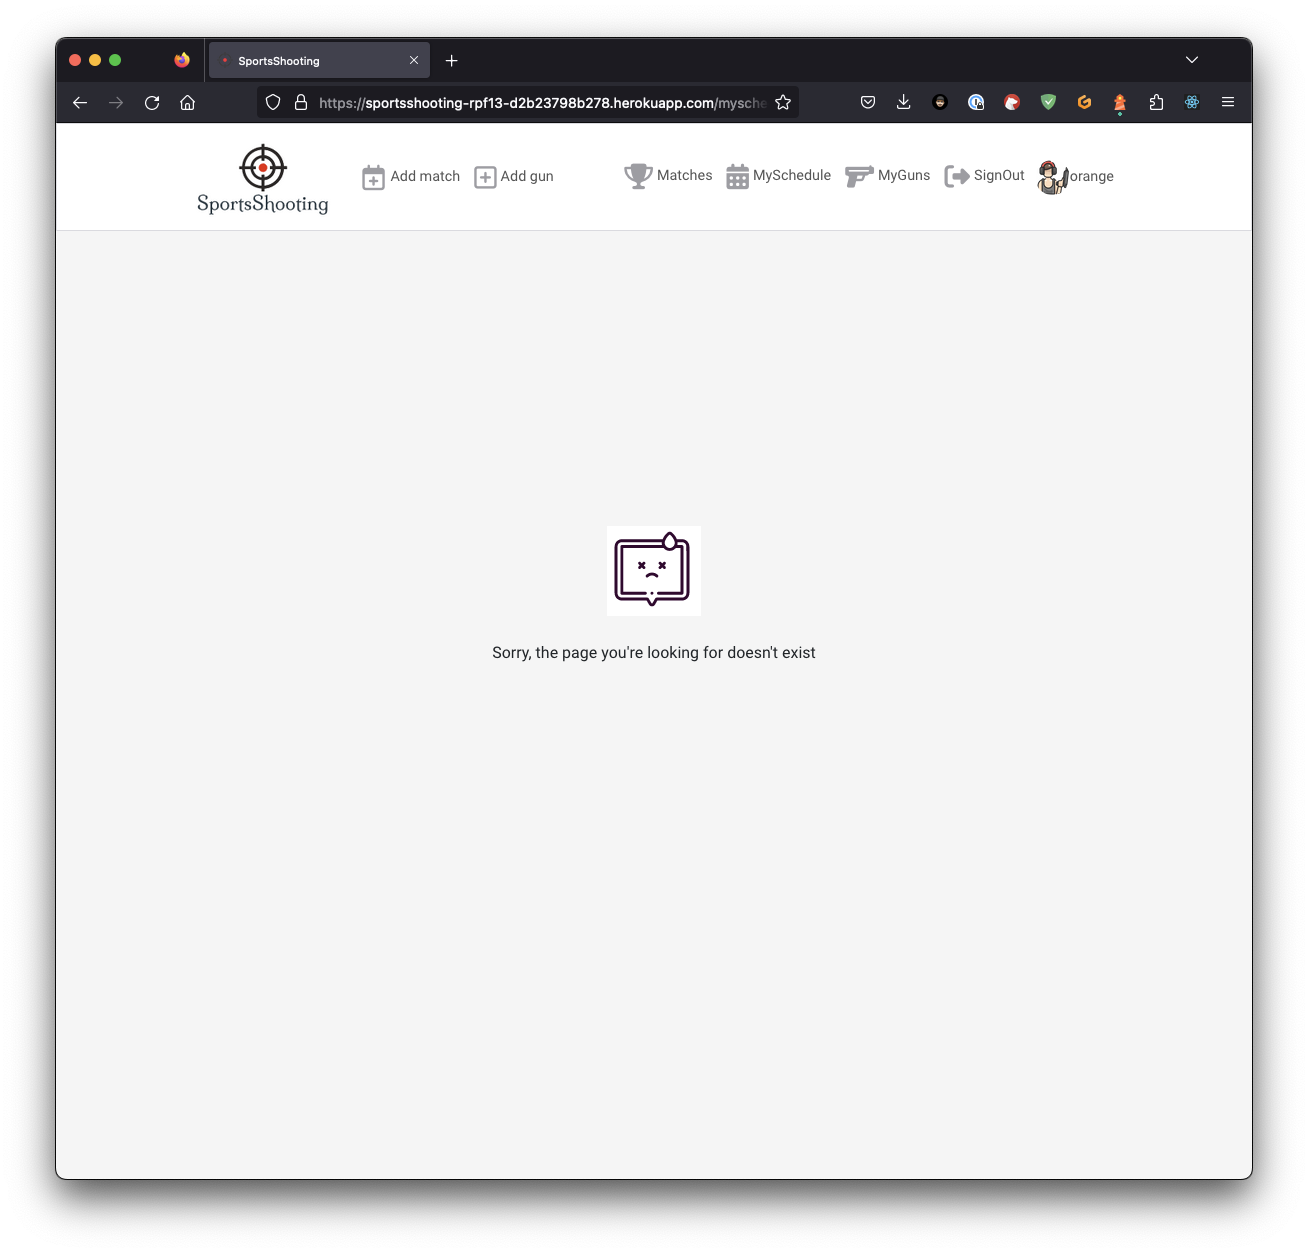 SportsShooting
https://sportsshooting-rpf13-d2b23798b278.herokuapp.com/mysche
SportsShooting
Add match
Add gun
Matches
MySchedule
MyGuns
SignOut
orange
Sorry, the page you're looking for doesn't exist